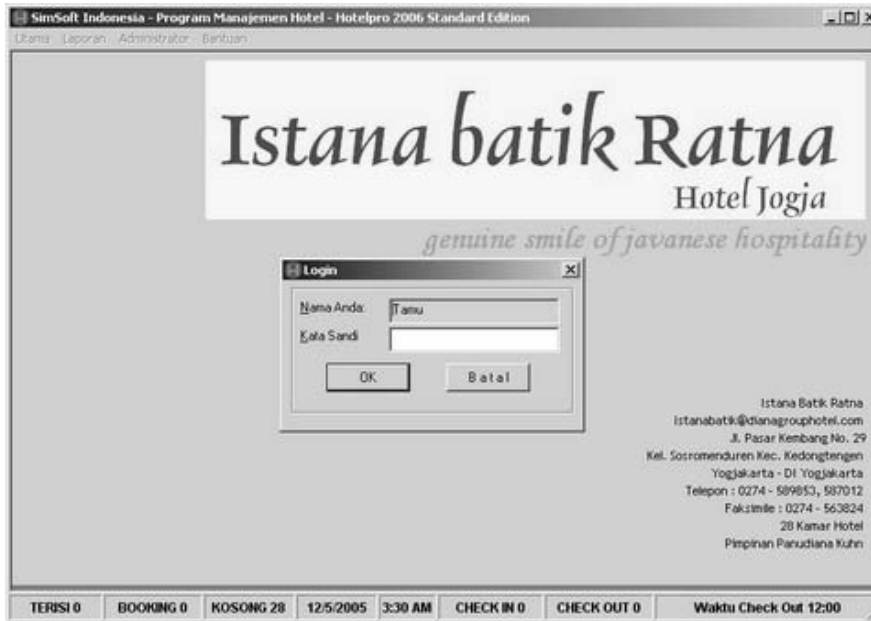 SimSoft Indonesia - Program Manajemen Hotel - Hotelpro 2006 Standard Edition
Utama Laporan Administrator Bantuan
Istana batik Ratna
Hotel Jogja
genuine smile of javanese hospitality
Login
Nama Anda: Tamu
Kata Sandi
OK Batal
Istana Batik Ratna
istanabatik@dianagrouphotel.com
Jl. Pasar Kembang No. 29
Kel. Sosromenduren Kec. Kedongtengen
Yogjakarta - DI Yogjakarta
Telepon : 0274 - 589853, 587012
Faksimile : 0274 - 563824
28 Kamar Hotel
Pimpinan Panudiana Kuhn
TERISI 0 BOOKING 0 KOSONG 28 12/5/2005 3:30 AM CHECK IN 0 CHECK OUT 0 Waktu Check Out 12:00